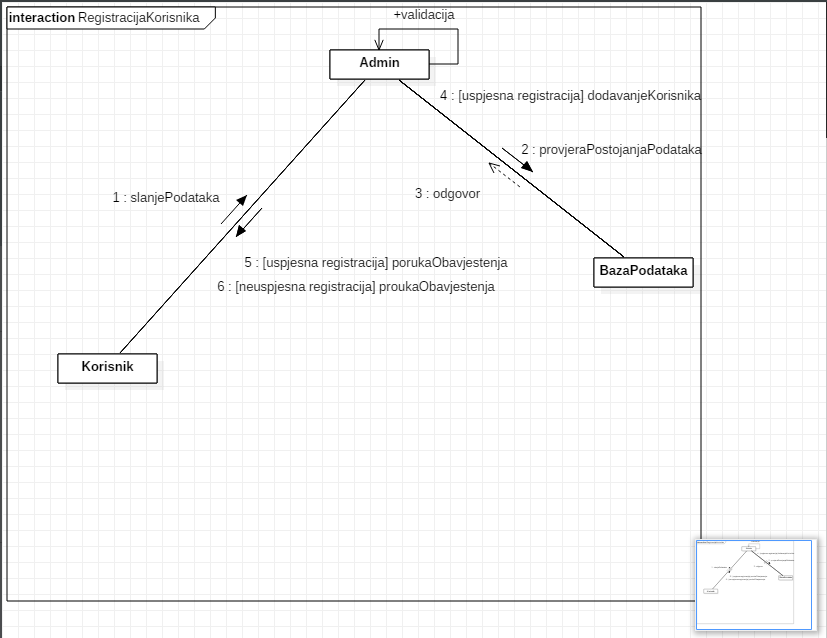 interaction RegistracijaKorisnika
+validacija
Admin
4 : [uspjesna registracija] dodavanjeKorisnika
2 : provjeraPostojanjaPodataka
3 : odgovor
1 : slanjePodataka
5 : [uspjesna registracija] porukaObavjestenja
6 : [neuspjesna registracija] proukaObavjestenja
BazaPodataka
Korisnik